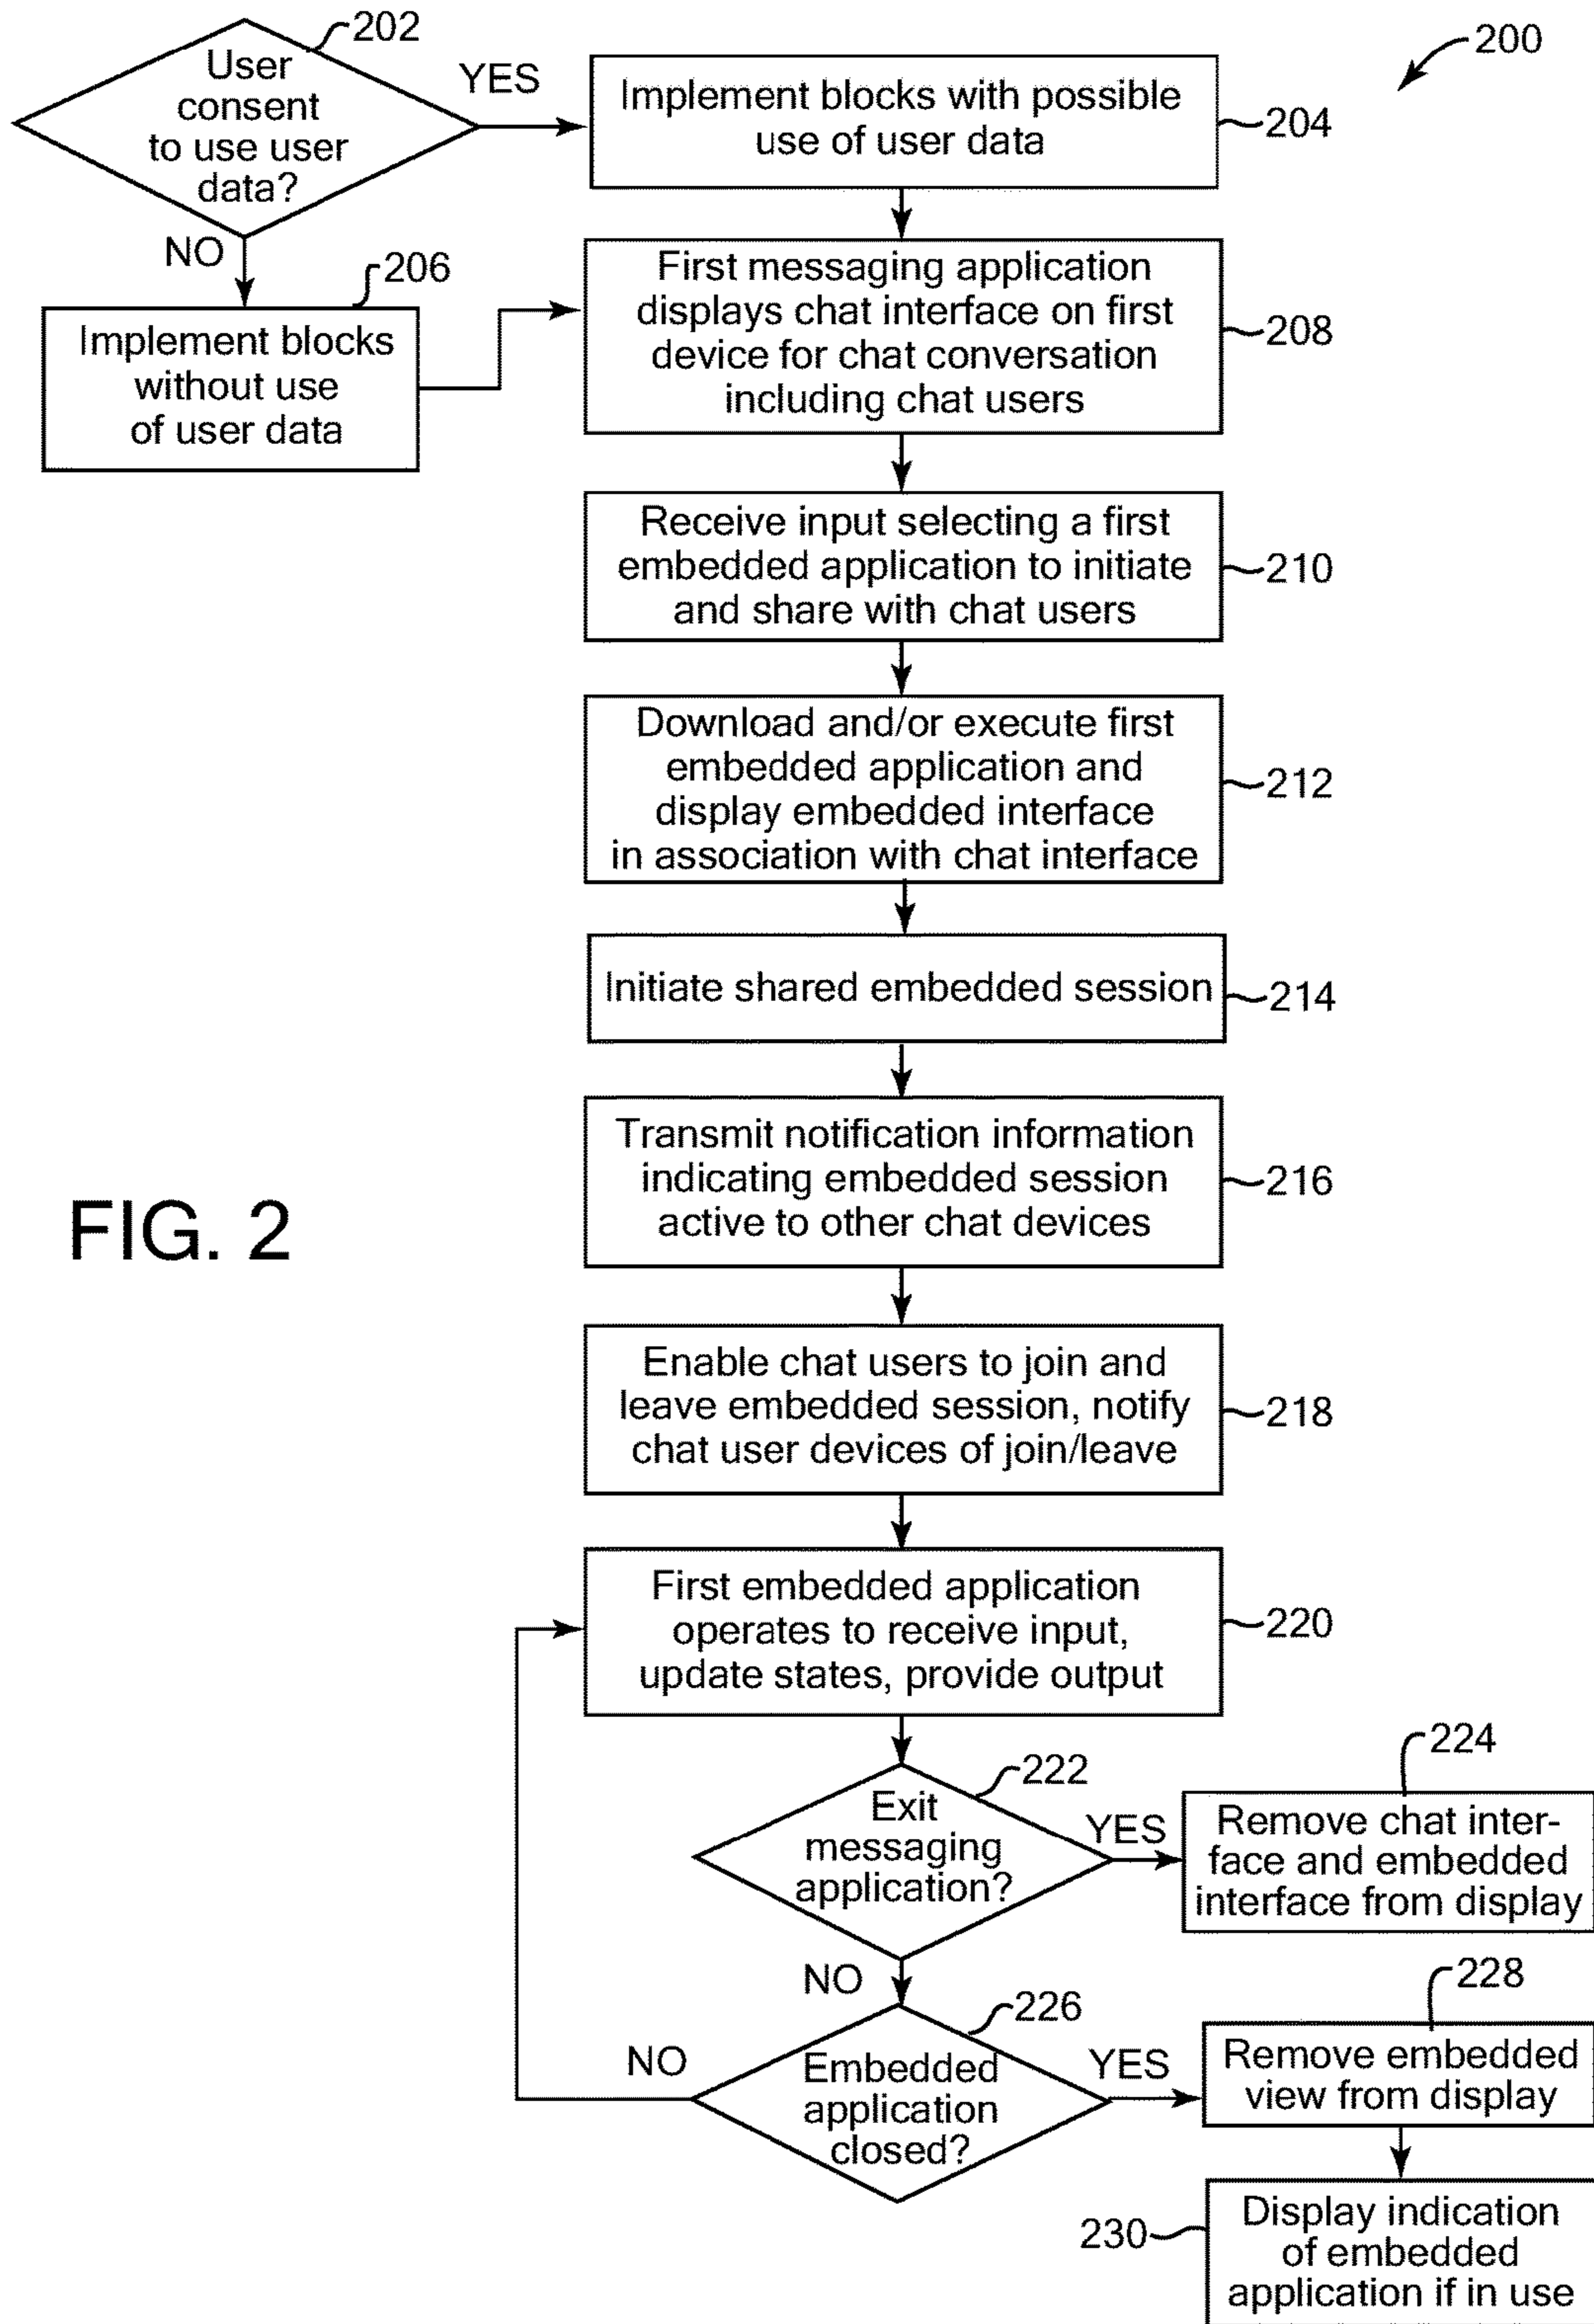 202
User
consent
to use user
data?
YES
NO
200
Implement blocks with possible
use of user data
204
206
Implement blocks
without use
of user data
First messaging application
displays chat interface on first
device for chat conversation
including chat users
208
Receive input selecting a first
embedded application to initiate
and share with chat users
210
Download and/or execute first
embedded application and
display embedded interface
in association with chat interface
212
Initiate shared embedded session
214
Transmit notification information
indicating embedded session
active to other chat devices
216
FIG. 2
Enable chat users to join and
leave embedded session, notify
chat user devices of join/leave
218
First embedded application
operates to receive input,
update states, provide output
220
222
Exit
messaging
application?
YES
NO
224
Remove chat inter-
face and embedded
interface from display
226
Embedded
application
closed?
NO
YES
228
Remove embedded
view from display
230
Display indication
of embedded
application if in use